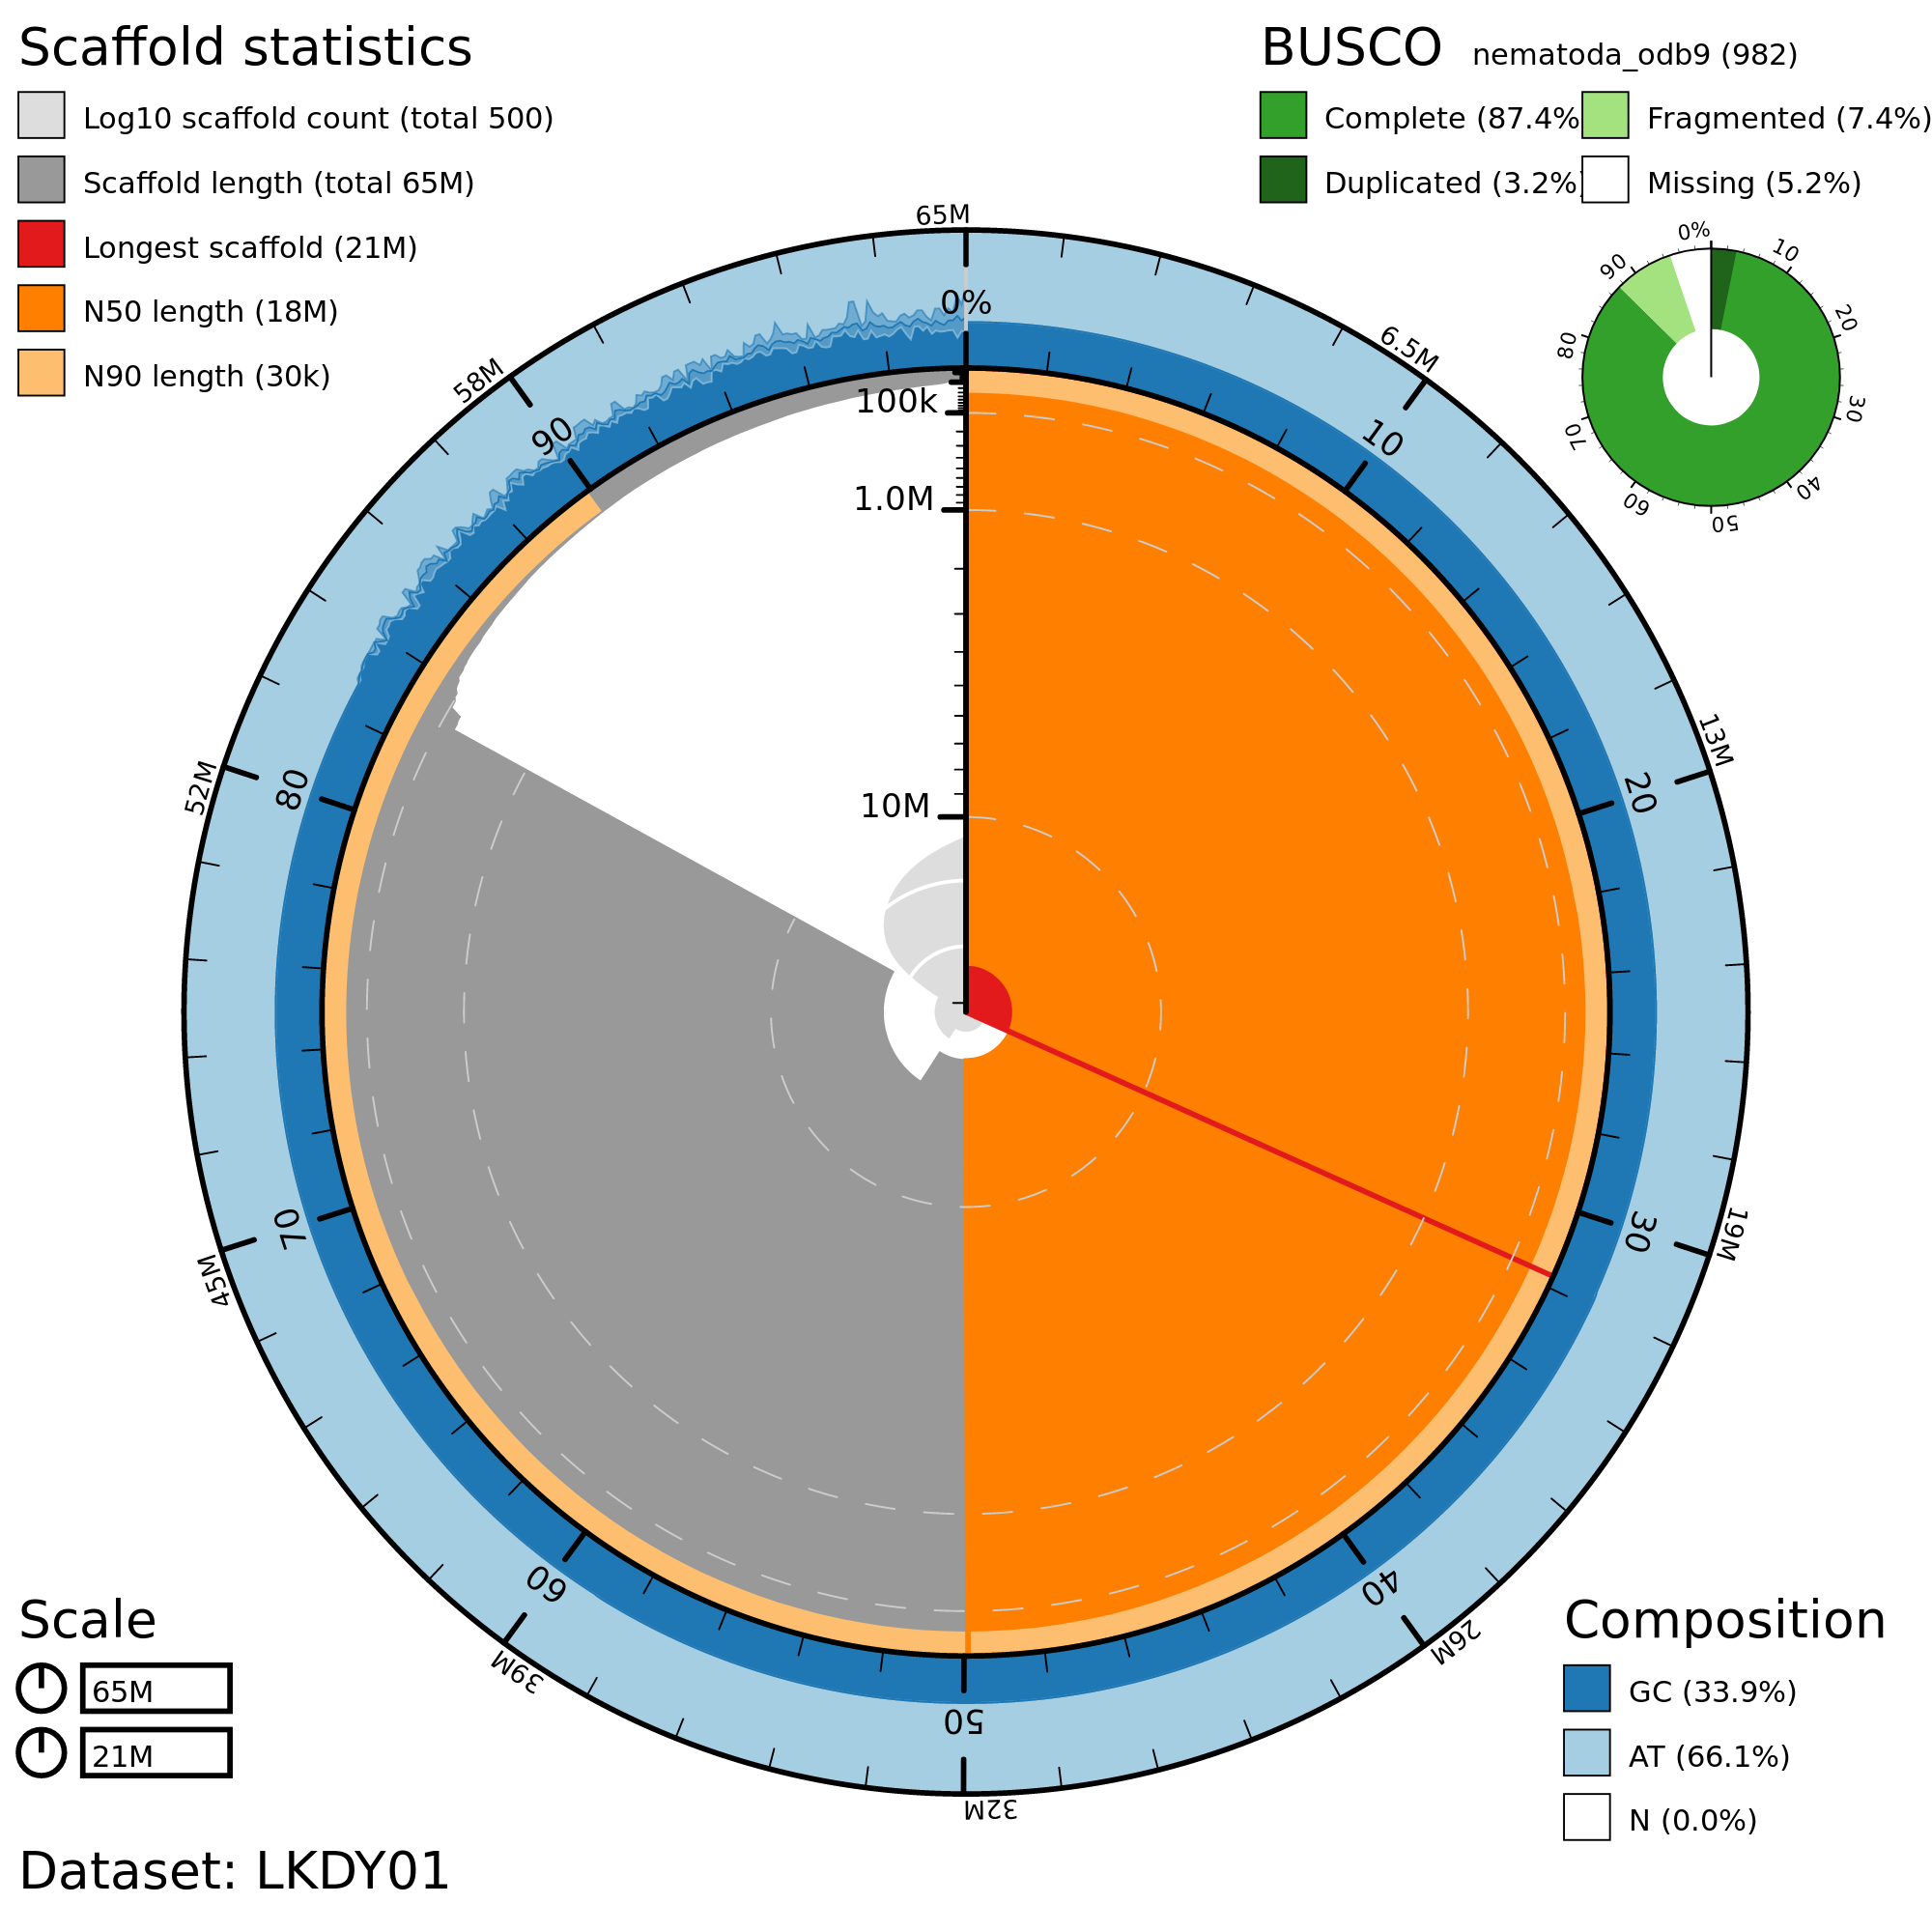 Scaffold statistics
Log10 scaffold count (total 500)
Scaffold length (total 65M)
Longest scaffold (21M)
N50 length (18M)
N90 length (30k)
BUSCO nematoda_odb9 (982)
Complete (87.4%
Fragmented (7.4%)
Duplicated (3.2%)
Missing (5.2%)
0%
10
20
30
40
50
60
70
80
90
65M
6.5M
13M
19M
26M
32M
39M
45M
52M
58M
0%
10
20
30
40
50
60
70
80
90
100k
1.0M
10M
Scale
65M
21M
Composition
GC (33.9%)
AT (66.1%)
N (0.0%)
Dataset: LKDY01